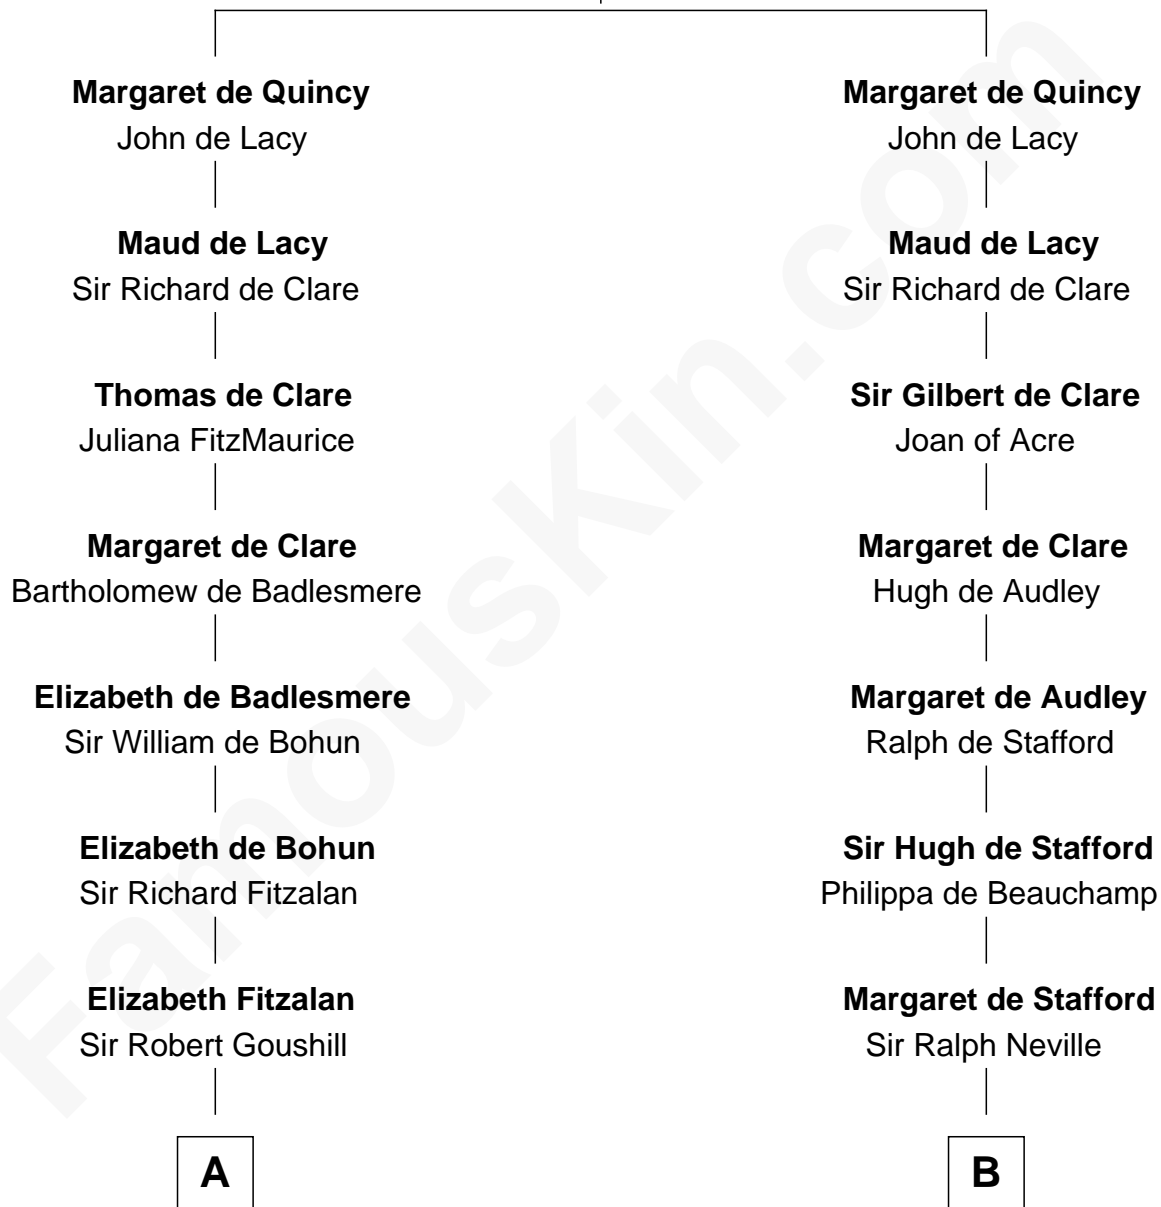 Margaret de Quincy
John de Lacy
Maud de Lacy
Sir Richard de Clare
Thomas de Clare
Juliana FitzMaurice
Margaret de Clare
Bartholomew de Badlesmere
Elizabeth de Badlesmere
Sir William de Bohun
Elizabeth de Bohun
Sir Richard Fitzalan
Elizabeth Fitzalan
Sir Robert Goushill
A
Margaret de Quincy
John de Lacy
Maud de Lacy
Sir Richard de Clare
Sir Gilbert de Clare
Joan of Acre
Margaret de Clare
Hugh de Audley
Margaret de Audley
Ralph de Stafford
Sir Hugh de Stafford
Philippa de Beauchamp
Margaret de Stafford
Sir Ralph Neville
B
FamousKin.com